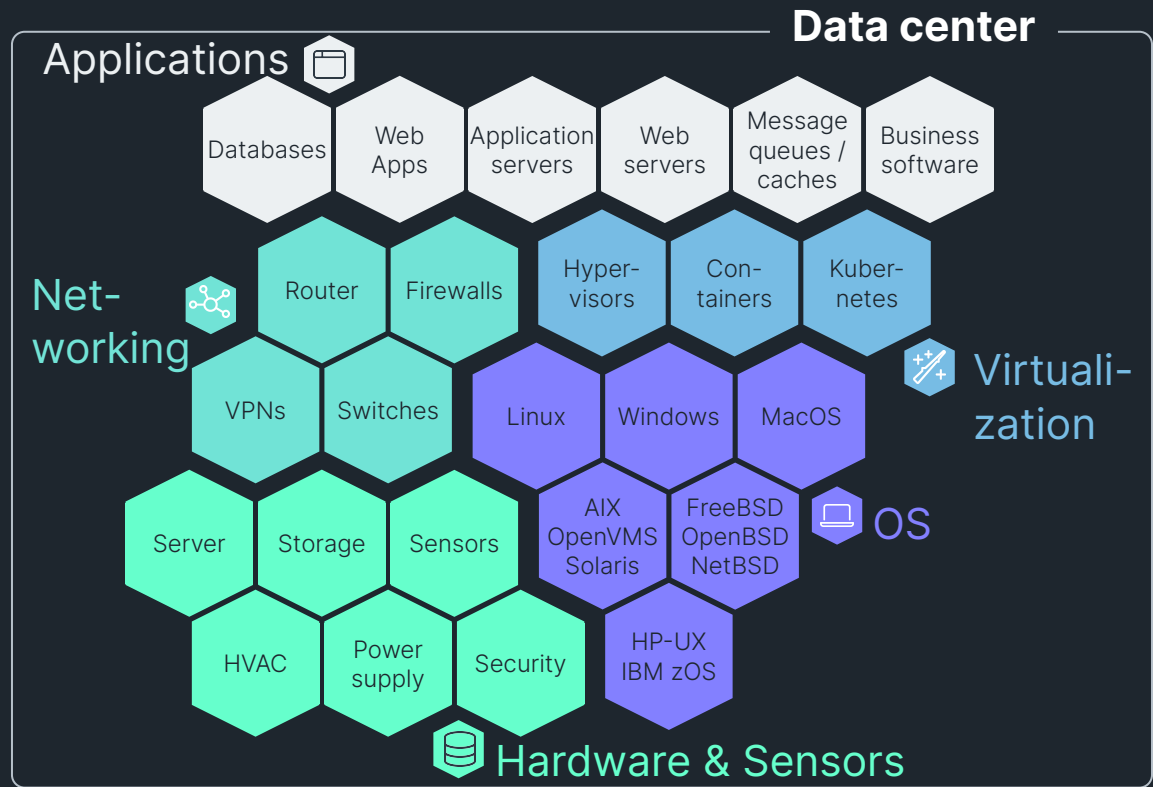 Data center
Applications
Databases
Web
Apps
Application
servers
Web
servers
Message
queues /
caches
Business
software
Net-
working
Router
Firewalls
VPNs
Switches
Hyper-
visors
Con-
tainers
Kuber-
netes
Virtuali-
zation
Linux
Windows
MacOS
AIX
OpenVMS
Solaris
FreeBSD
OpenBSD
NetBSD
HP-UX
IBM zOS
OS
Server
Storage
Sensors
HVAC
Power
supply
Security
Hardware & Sensors